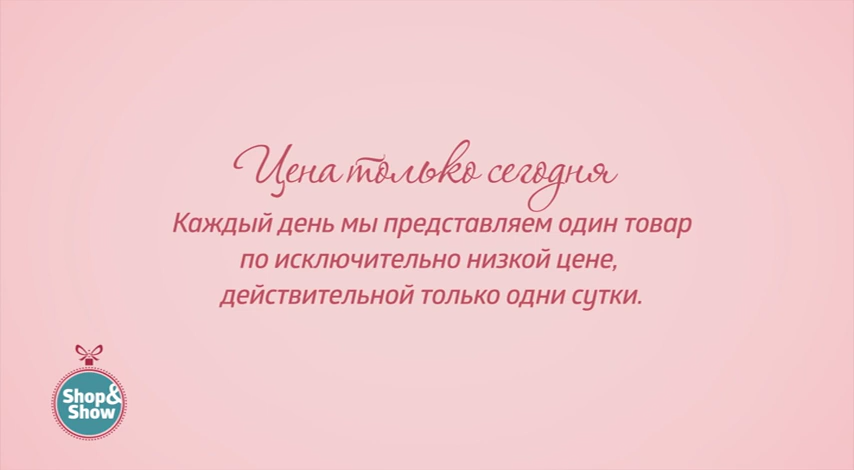 Цена только сегодня
Каждый день мы представляем один товар
по исключительно низкой цене,
действительной только одни сутки.
Shop&
Show